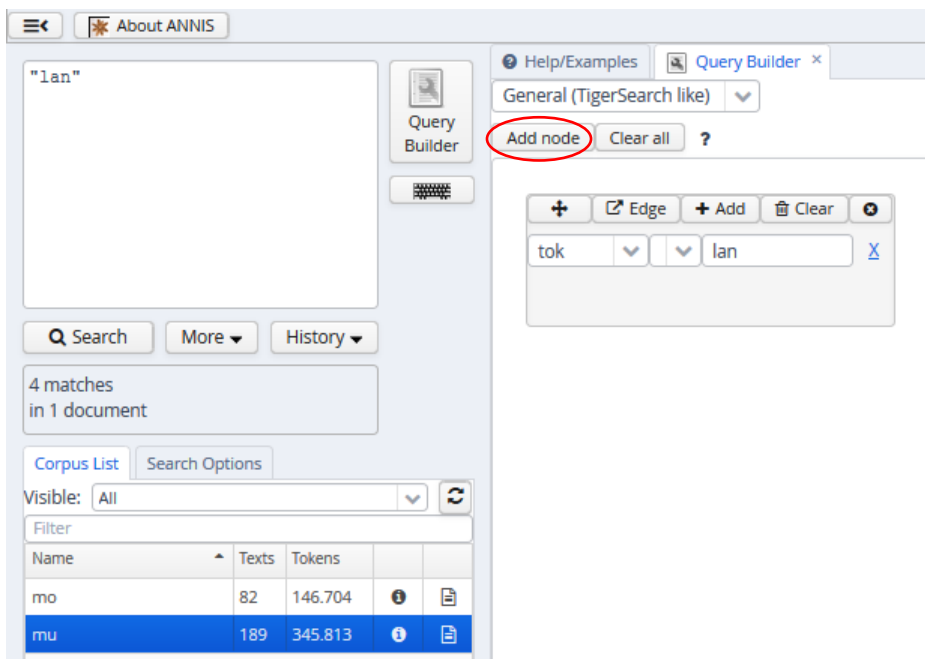 About ANNIS
"lan"
Query
Builder
Search
More
History
4 matches
in 1 document
Corpus List
Search Options
Visible:
All
Filter
Name
Texts
Tokens
mo
82
146.704
mu
189
345.813
Help/Examples
Query Builder ×
General (TigerSearch like)
Add node
Clear all
?
Edge
+ Add
Clear
tok
lan
X